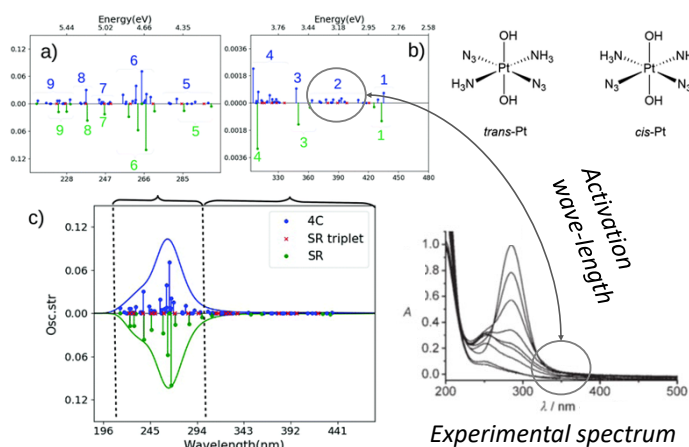 Energy(eV)
5.44 5.02 4.66 4.35
a)
0.12
0.06
0.00
0.06
0.12
9 8 7 6 5
9 8 7 6 5
228 247 266 285
Energy(eV)
3.76 3.44 3.18 2.95 2.76 2.58
b)
0.0036
0.0018
0.0000
0.0018
0.0036
4 3 2 1
4 3 1
330 360 390 420 450 480
OH
N3 NH3
Pt
H3N N3
OH
trans-Pt
OH
H3N
Pt
N3 N3
OH
cis-Pt
Activation
wave-length
c)
4C
SR triplet
SR
Osc.str
0.12
0.06
0.00
0.06
0.12
196 245 294 343 392 441
Wavelength(nm)
A
1.0
0.8
0.6
0.4
0.2
0.0
200 300 400 500
λ / nm
Experimental spectrum